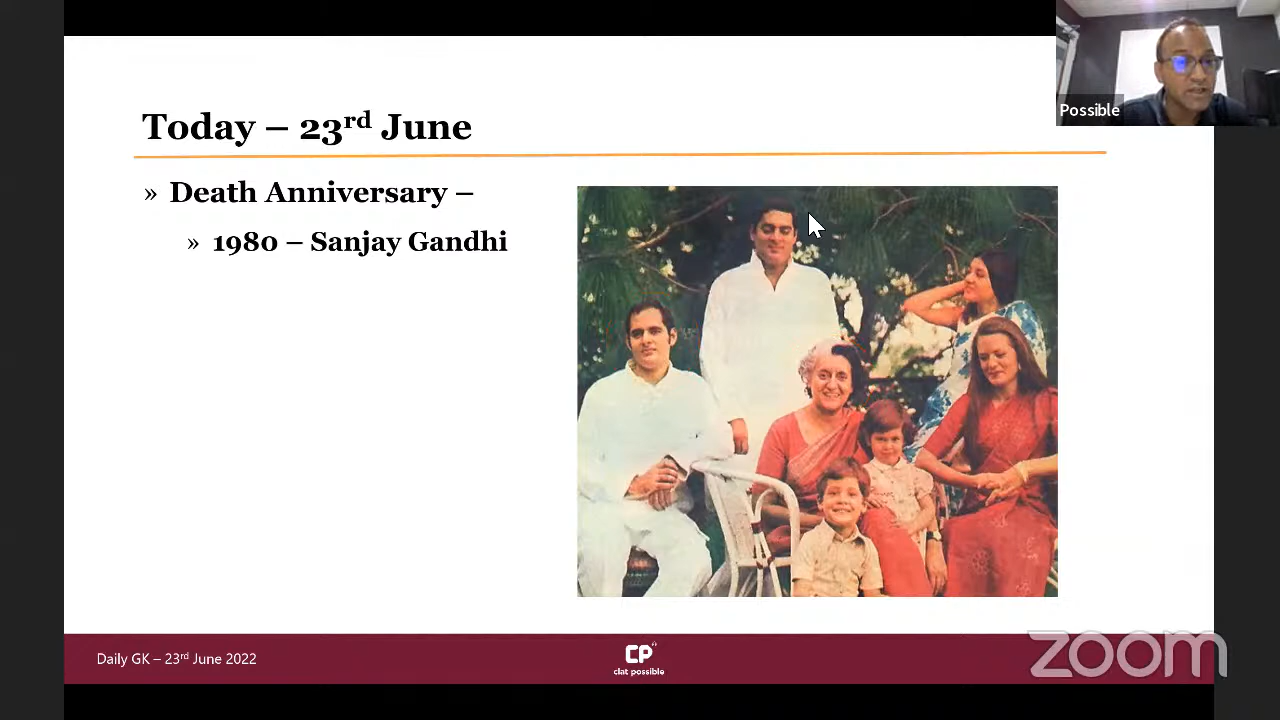 Today – 23rd June
» Death Anniversary –
» 1980 – Sanjay Gandhi
Possible
Daily GK – 23rd June 2022
CP
clat possible
zoom